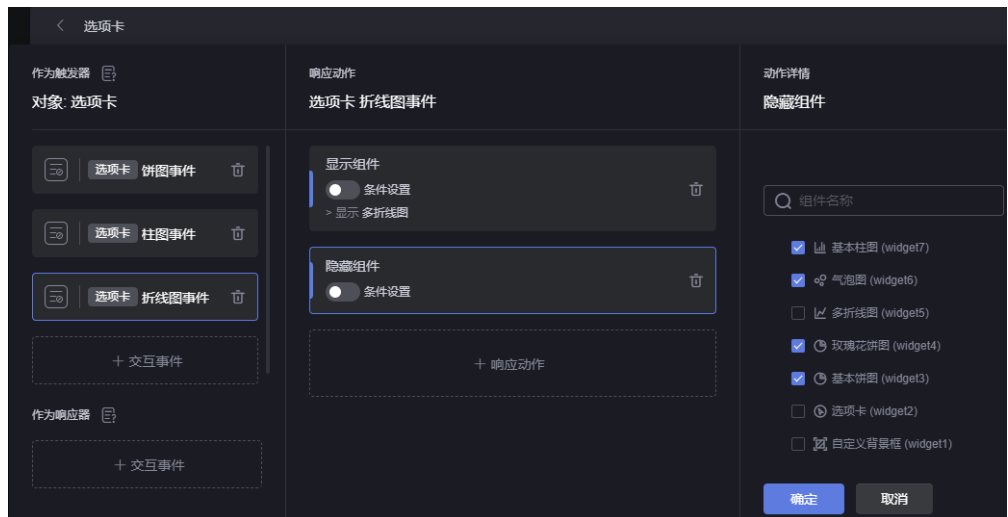 选项卡
作为触发器
对象: 选项卡
选项卡 饼图事件
选项卡 柱图事件
选项卡 折线图事件
+ 交互事件
作为响应器
+ 交互事件
响应动作
选项卡 折线图事件
显示组件
条件设置
> 显示 多折线图
隐藏组件
条件设置
+ 响应动作
动作详情
隐藏组件
组件名称
基本柱图 (widget7)
气泡图 (widget6)
多折线图 (widget5)
玫瑰花饼图 (widget4)
基本饼图 (widget3)
选项卡 (widget2)
自定义背景框 (widget1)
确定 取消